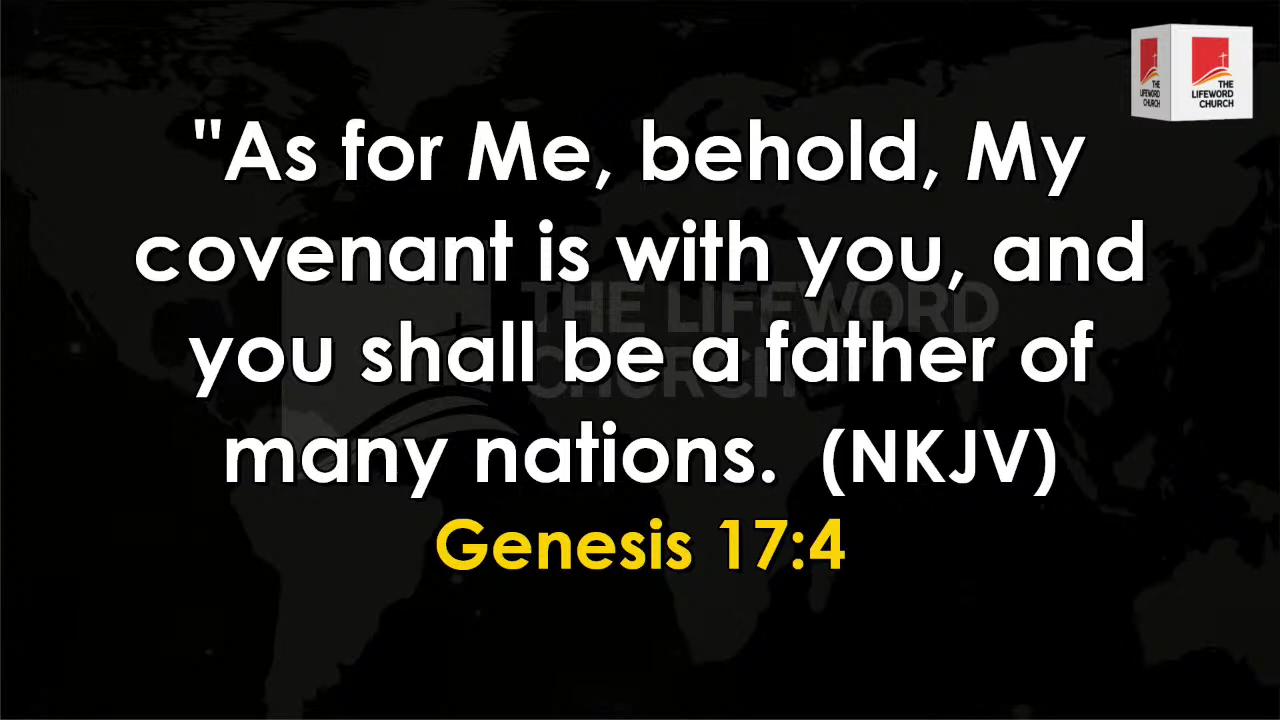 THE
LIFEWORD
CHURCH
THE
LIFEWORD
CHURCH
"As for Me, behold, My
covenant is with you, and
you shall be a father of
many nations.  (NKJV)
Genesis 17:4
THE LIFEWORD
CHURCH